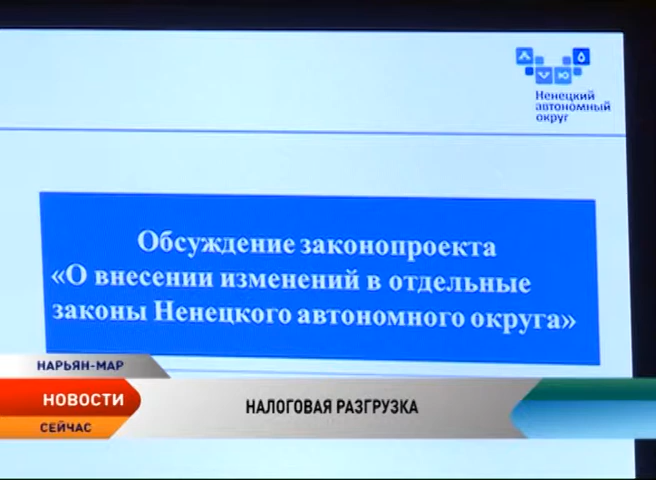 Ненецкий
автономный
округ
Обсуждение законопроекта
«О внесении изменений в отдельные
законы Ненецкого автономного округа»
НАРЬЯН-МАР
НОВОСТИ
НАЛОГОВАЯ РАЗГРУЗКА
СЕЙЧАС